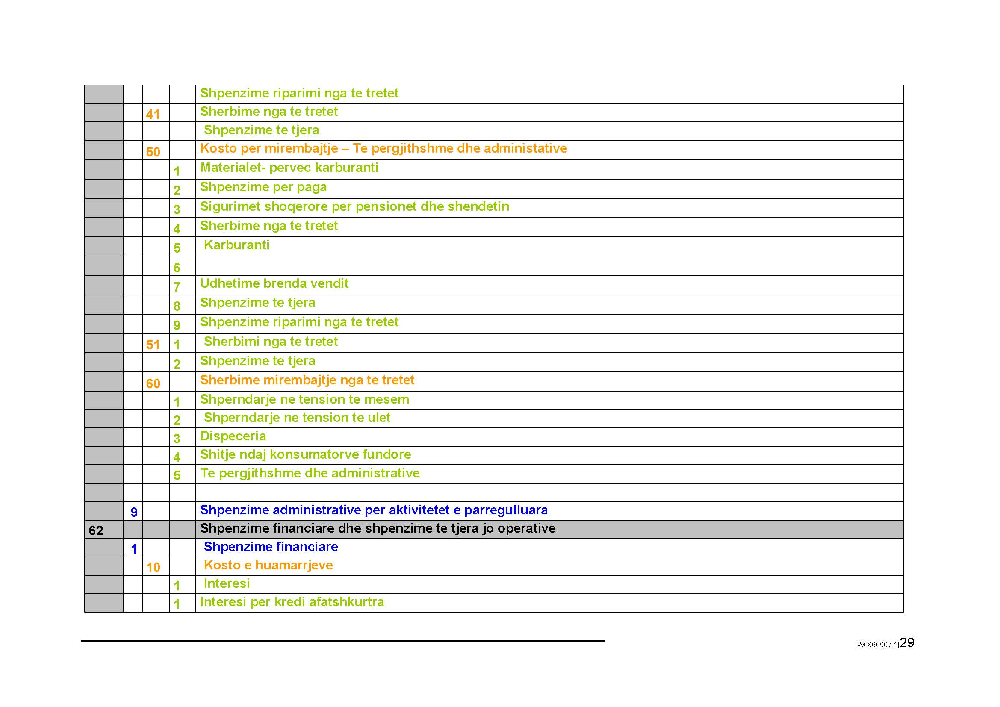 Shpenzime riparimi nga te tretet
41 Sherbime nga te tretet
Shpenzime te tjera
50 Kosto per mirembajtje – Te pergjithshme dhe administative
1 Materialet- pervec karburanti
2 Shpenzime per paga
3 Sigurimet shoqerore per pensionet dhe shendetin
4 Sherbime nga te tretet
5 Karburanti
6
7 Udhetime brenda vendit
8 Shpenzime te tjera
9 Shpenzime riparimi nga te tretet
51 1 Sherbimi nga te tretet
2 Shpenzime te tjera
60 Sherbime mirembajtje nga te tretet
1 Shperndarje ne tension te mesem
2 Shperndarje ne tension te ulet
3 Dispeceria
4 Shitje ndaj konsumatorve fundore
5 Te pergjithshme dhe administrative
9 Shpenzime administrative per aktivitetet e parregulluara
62 Shpenzime financiare dhe shpenzime te tjera jo operative
1 Shpenzime financiare
10 Kosto e huamarrjeve
1 Interesi
1 Interesi per kredi afatshkurtra
{W0866907.1}29